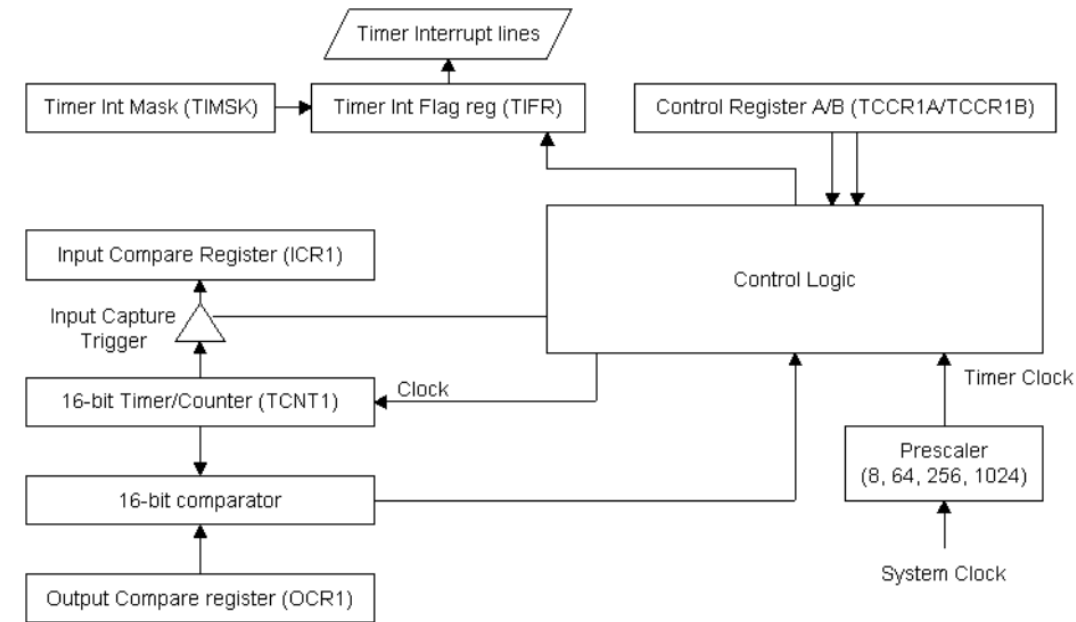 Timer Interrupt lines
Timer Int Mask (TIMSK)
Timer Int Flag reg (TIFR)
Control Register A/B (TCCR1A/TCCR1B)
Input Compare Register (ICR1)
Control Logic
Input Capture
Trigger
Timer Clock
16-bit Timer/Counter (TCNT1)
Clock
Prescaler
(8, 64, 256, 1024)
16-bit comparator
System Clock
Output Compare register (OCR1)